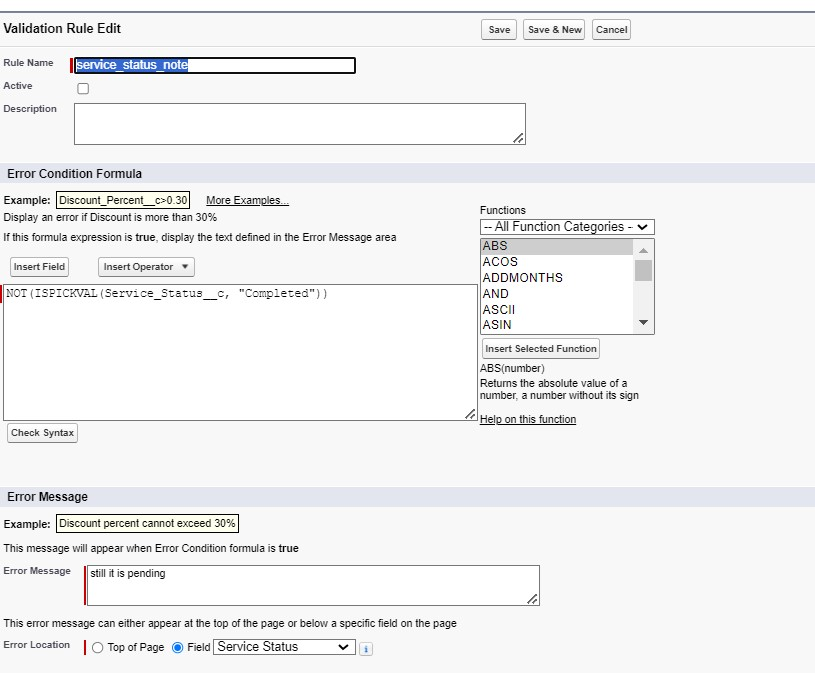 Validation Rule Edit
Save
Save & New
Cancel
Rule Name
service_status_note
Active
Description
Error Condition Formula
Example: Discount_Percent__c>0.30 More Examples...
Display an error if Discount is more than 30%
If this formula expression is true, display the text defined in the Error Message area
Insert Field
Insert Operator
NOT(ISPICKVAL(Service_Status__c, "Completed"))
Check Syntax
Functions
-- All Function Categories -
ABS
ACOS
ADDMONTHS
AND
ASCII
ASIN
Insert Selected Function
ABS(number)
Returns the absolute value of a
number, a number without its sign
Help on this function
Error Message
Example: Discount percent cannot exceed 30%
This message will appear when Error Condition formula is true
Error Message
still it is pending
This error message can either appear at the top of the page or below a specific field on the page
Error Location
Top of Page
Field
Service Status
i